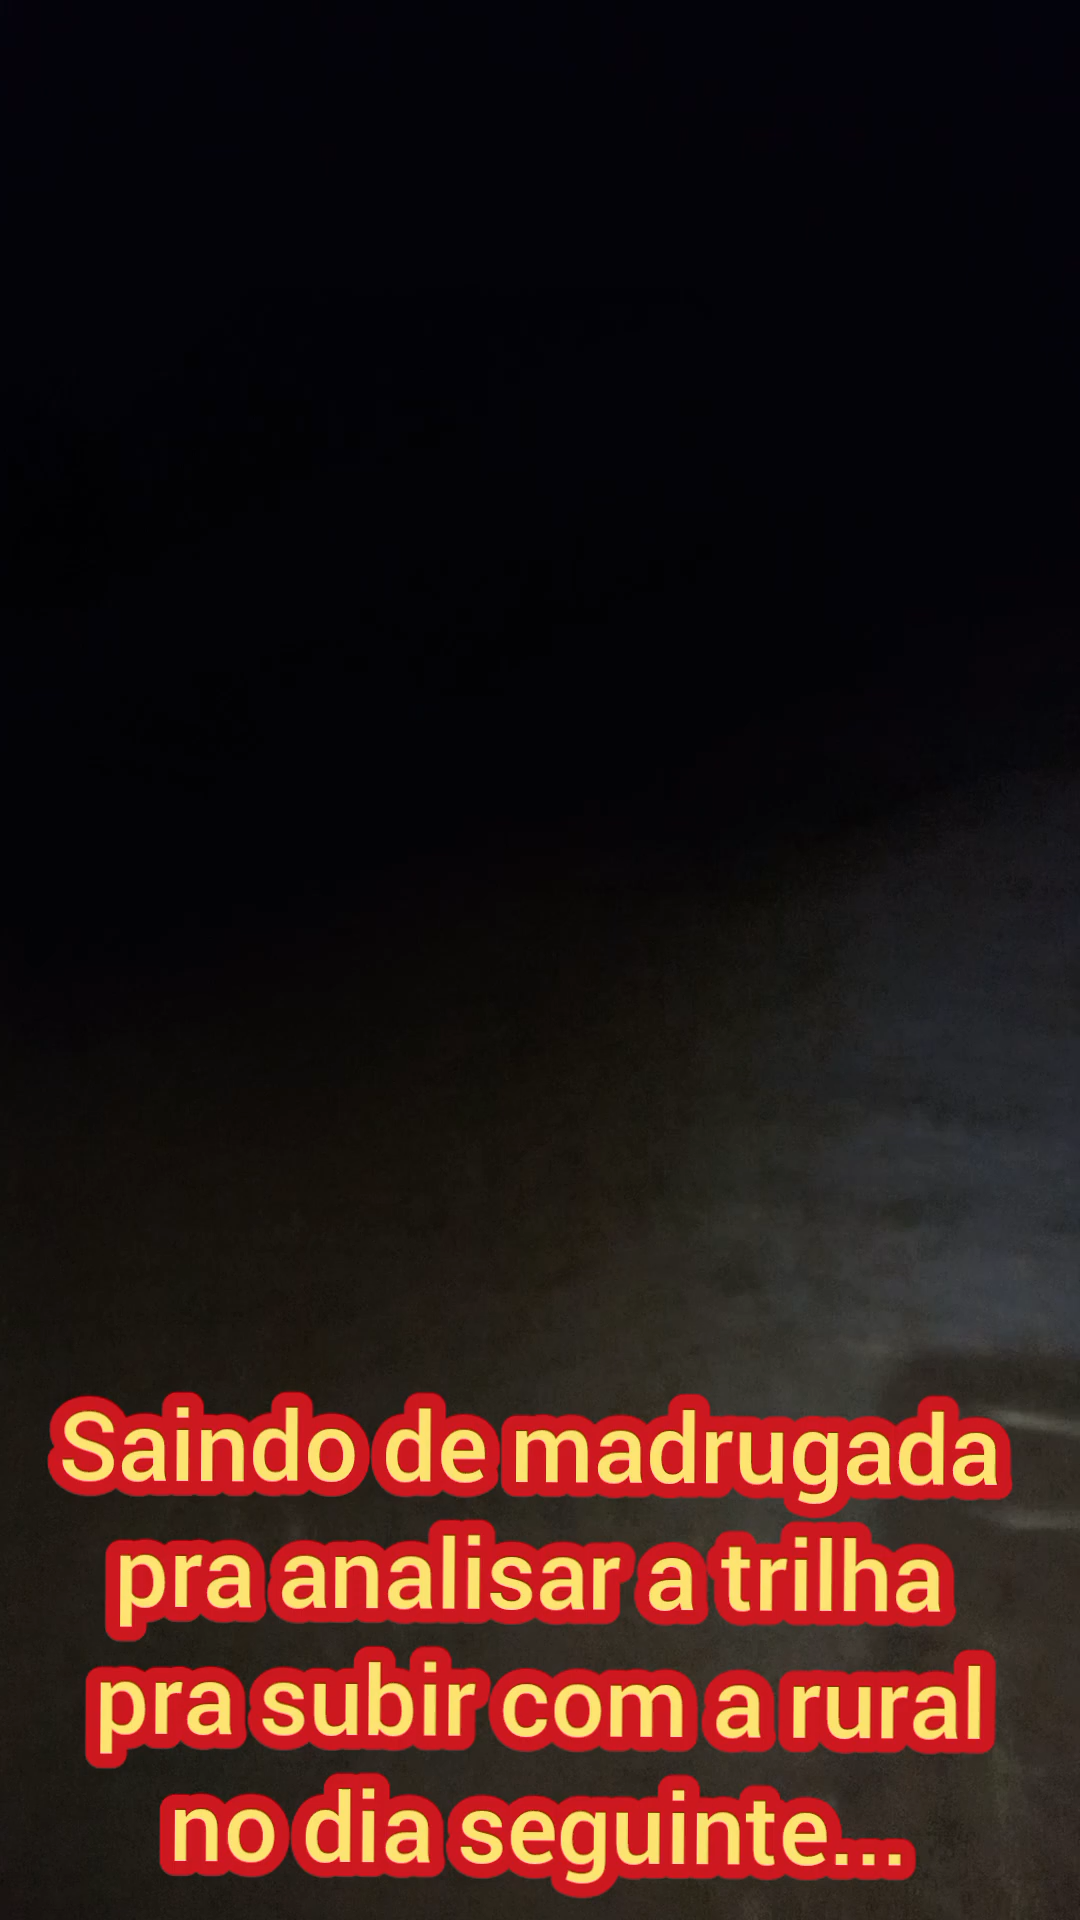 Saindo de madrugada
pra analisar a trilha
pra subir com a rural
no dia seguinte...